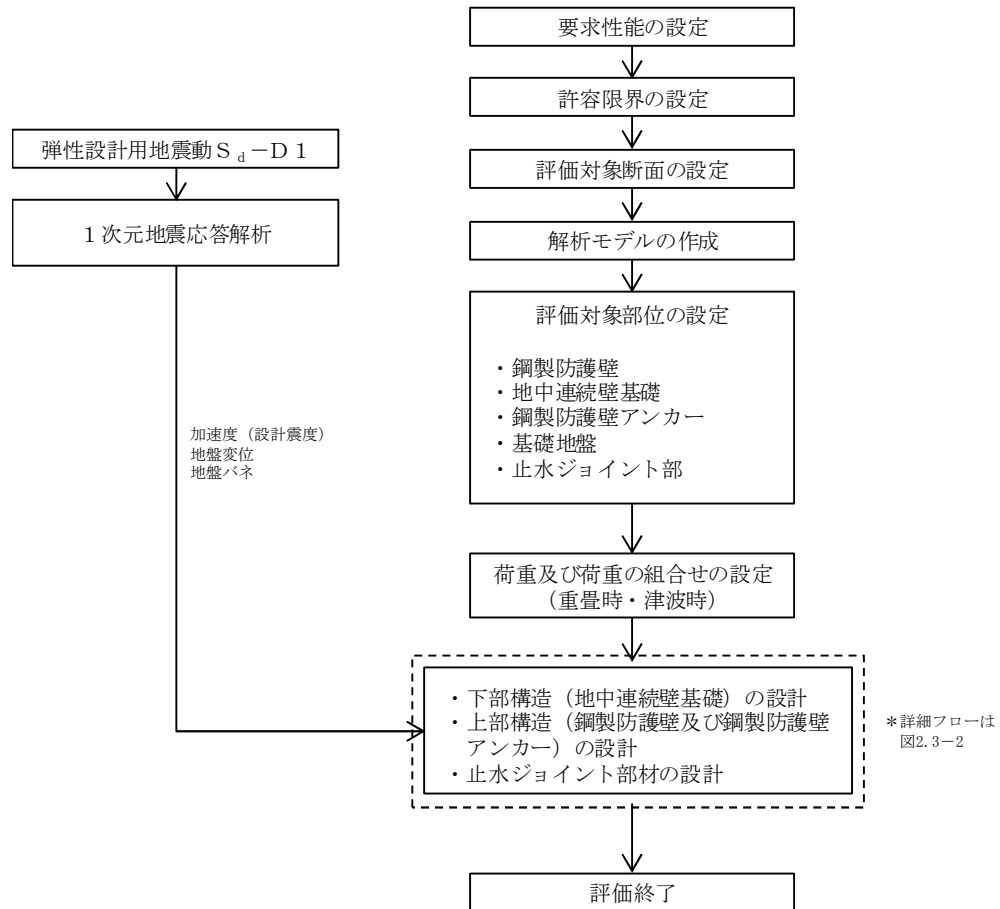 要求性能の設定
許容限界の設定
弾性設計用地震動Ｓｄ－Ｄ１
評価対象断面の設定
１次元地震応答解析
解析モデルの作成
評価対象部位の設定
・鋼製防護壁
・地中連続壁基礎
・鋼製防護壁アンカー
・基礎地盤
・止水ジョイント部
加速度（設計震度）
地盤変位
地盤バネ
荷重及び荷重の組合せの設定
（重畳時・津波時）
・下部構造（地中連続壁基礎）の設計
・上部構造（鋼製防護壁及び鋼製防護壁
アンカー）の設計
・止水ジョイント部材の設計
＊詳細フローは
図2.3－2
評価終了